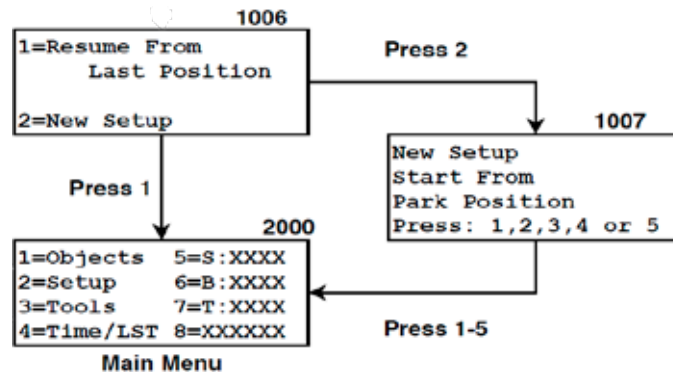 1006
1=Resume From
Last Position
2=New Setup
Press 2
1007
New Setup
Start From
Park Position
Press: 1,2,3,4 or 5
Press 1
2000
1=Objects 5=S:XXXX
2=Setup 6=B:XXXX
3=Tools 7=T:XXXX
4=Time/LST 8=XXXXXX
Press 1-5
Main Menu